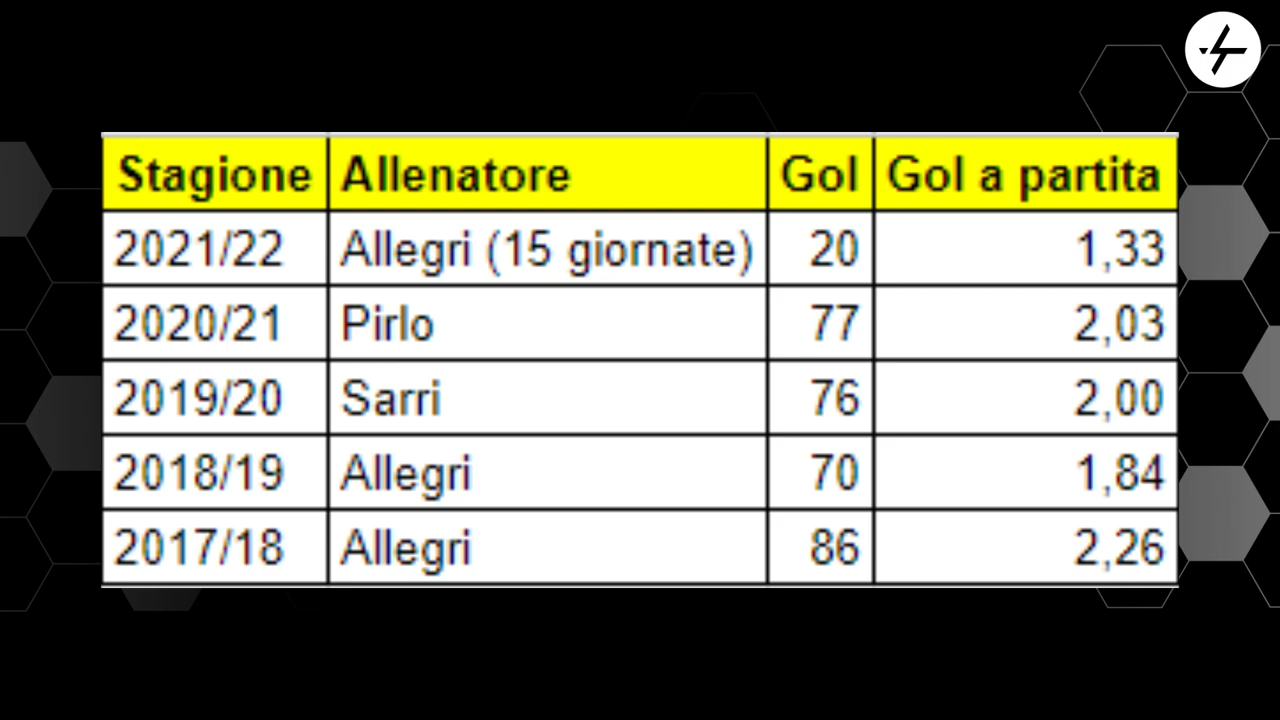 Stagione Allenatore Gol Gol a partita
2021/22 Allegri (15 giornate) 20 1,33
2020/21 Pirlo 77 2,03
2019/20 Sarri 76 2,00
2018/19 Allegri 70 1,84
2017/18 Allegri 86 2,26